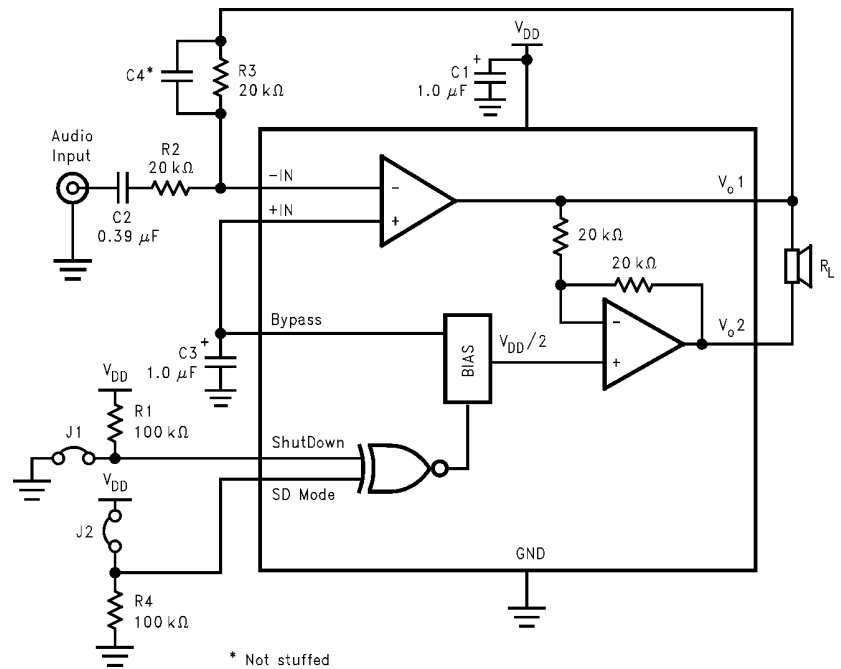 V_DD
C4*
R3
20 kΩ
C1
+
1.0 µF
Audio
Input
R2
20 kΩ
C2
0.39 µF
−IN
+IN
−
+
V_o1
20 kΩ
20 kΩ
R_L
−
+
V_o2
Bypass
BIAS
V_DD/2
C3
+
1.0 µF
V_DD
R1
100 kΩ
J1
ShutDown
SD Mode
V_DD
J2
R4
100 kΩ
GND
* Not stuffed